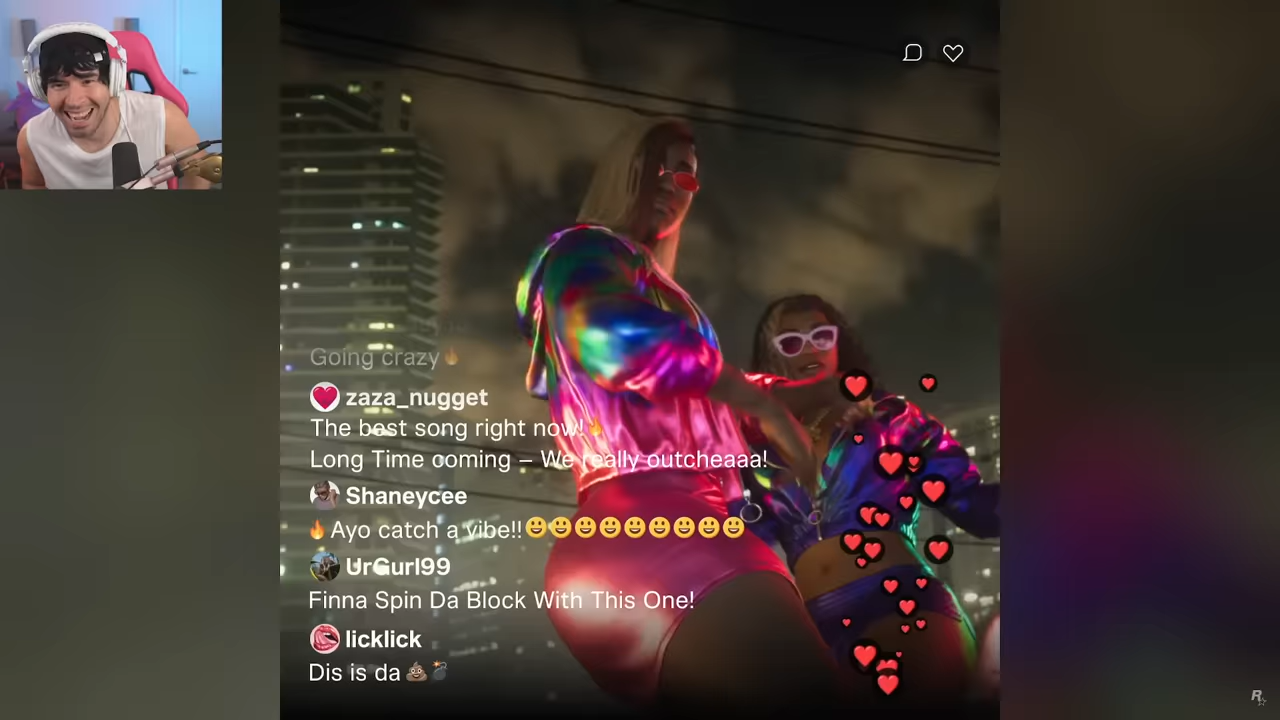 Going crazy🔥
zaza_nugget
The best song right now!🔥
Long Time coming – We really outcheaaa!
Shaneycee
🔥Ayo catch a vibe!!😀😀😀😀😀😀😀😀😀
UrGurl99
Finna Spin Da Block With This One!
licklick
Dis is da💩💣
R